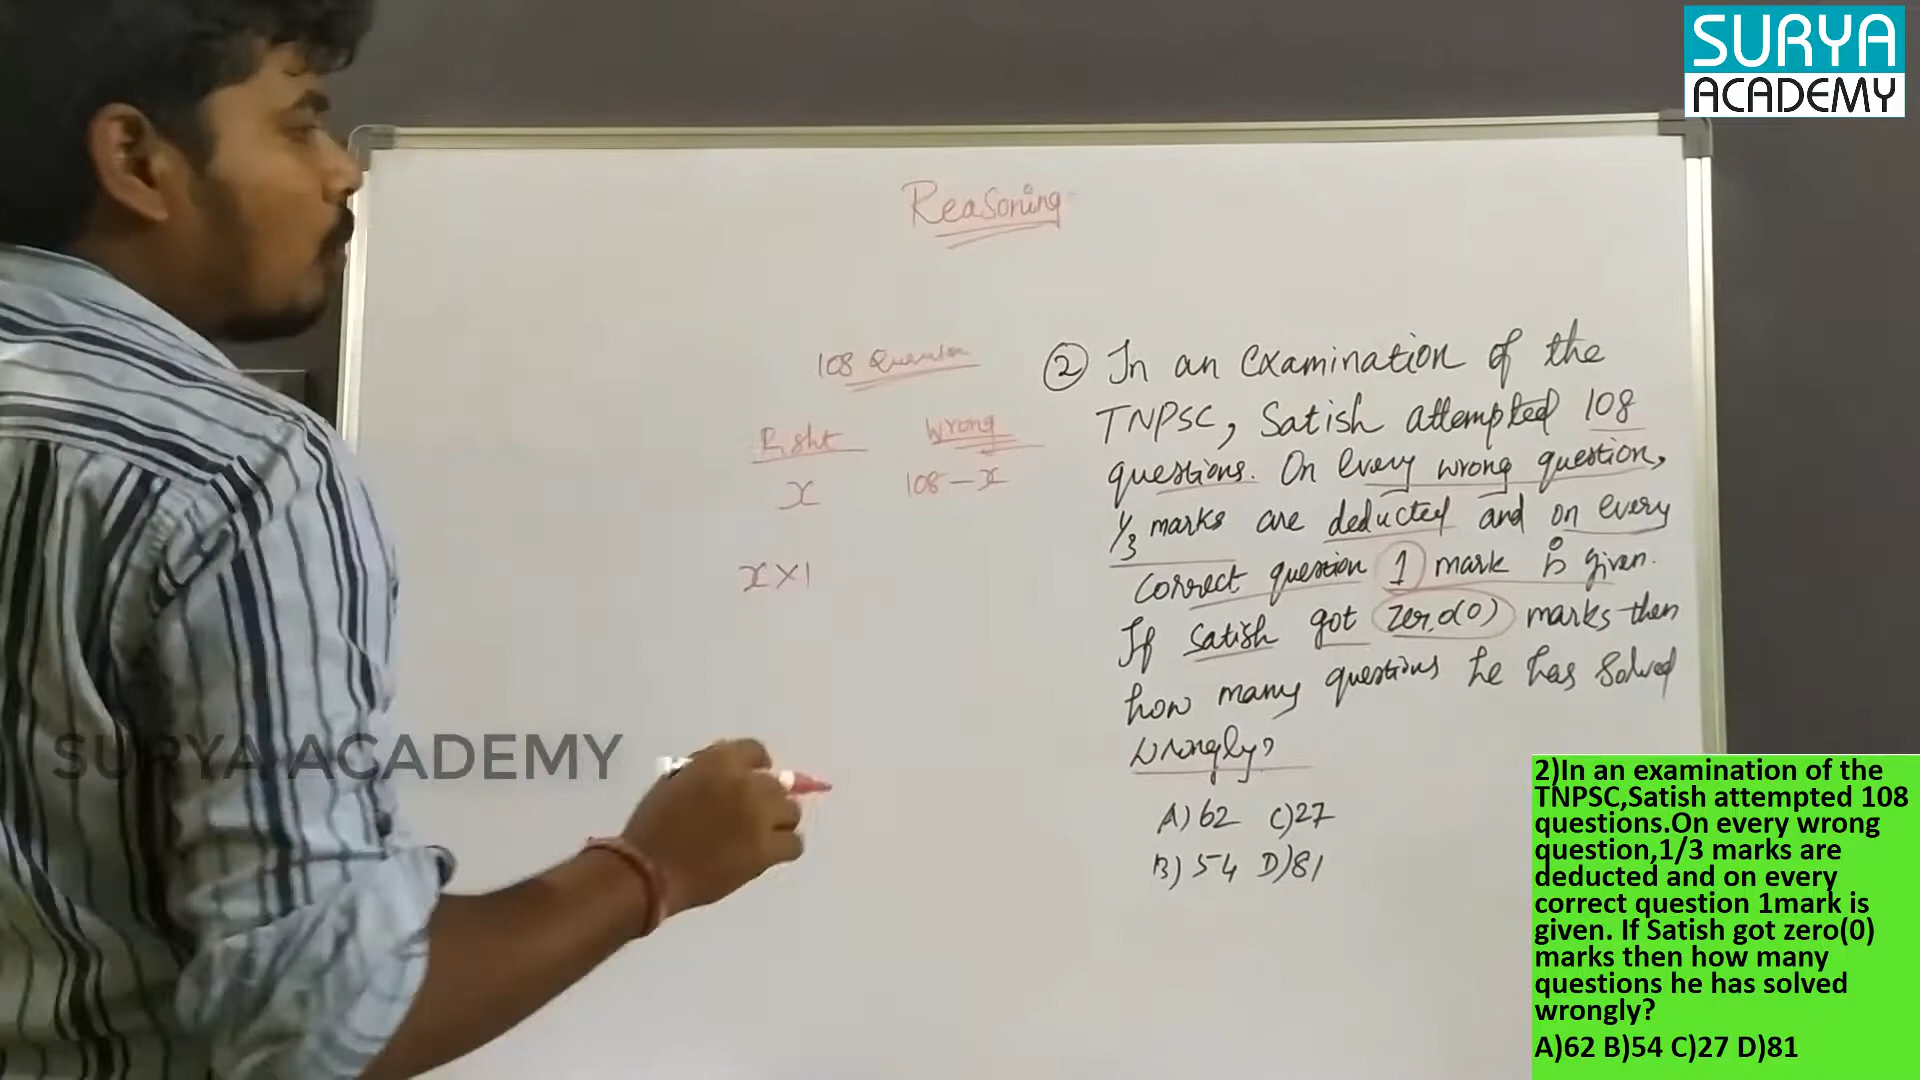 SURYA
ACADEMY
Reasoning
108 Question
Right Wrong
x 108 - x
x × 1
② In an examination of the
TNPSC, Satish attempted 108
questions. On every wrong question,
1/3 marks are deducted and on every
correct question 1 mark is given.
If Satish got zero(0) marks then
how many questions he has solved
wrongly?
A) 62 C) 27
B) 54 D) 81
SURYA ACADEMY
2)In an examination of the
TNPSC,Satish attempted 108
questions.On every wrong
question,1/3 marks are
deducted and on every
correct question 1mark is
given. If Satish got zero(0)
marks then how many
questions he has solved
wrongly?
A)62 B)54 C)27 D)81